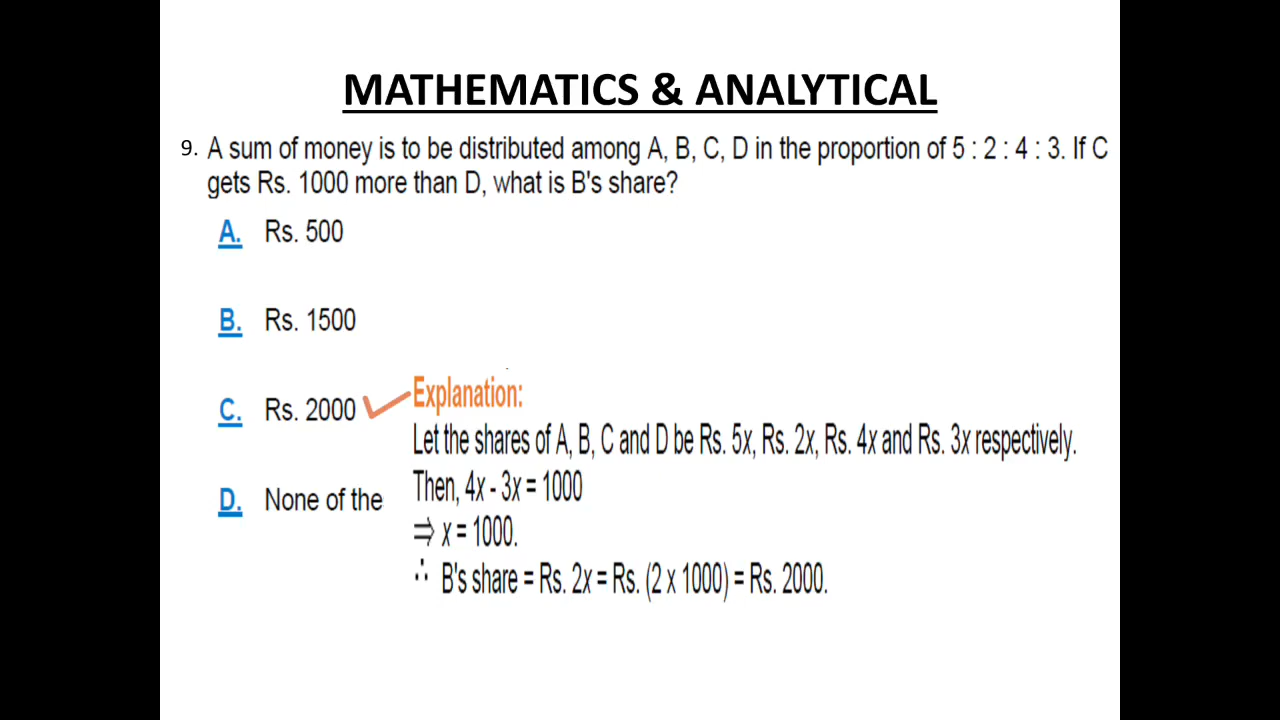 MATHEMATICS & ANALYTICAL
9. A sum of money is to be distributed among A, B, C, D in the proportion of 5 : 2 : 4 : 3. If C
gets Rs. 1000 more than D, what is B's share?
A. Rs. 500
B. Rs. 1500
C. Rs. 2000
Explanation:
Let the shares of A, B, C and D be Rs. 5x, Rs. 2x, Rs. 4x and Rs. 3x respectively.
D. None of the
Then, 4x - 3x = 1000
⇒ x = 1000.
∴ B's share = Rs. 2x = Rs. (2 x 1000) = Rs. 2000.